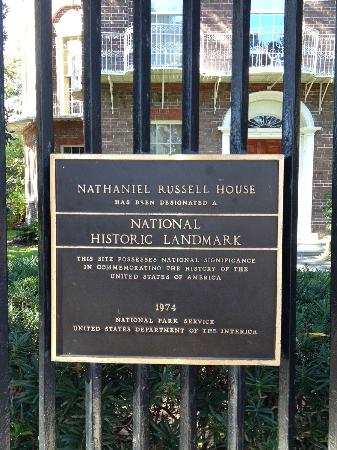 NATHANIEL RUSSELL HOUSE
HAS BEEN DESIGNATED A
NATIONAL
HISTORIC LANDMARK
THIS SITE POSSESSES NATIONAL SIGNIFICANCE
IN COMMEMORATING THE HISTORY OF THE
UNITED STATES OF AMERICA
1974
NATIONAL PARK SERVICE
UNITED STATES DEPARTMENT OF THE INTERIOR